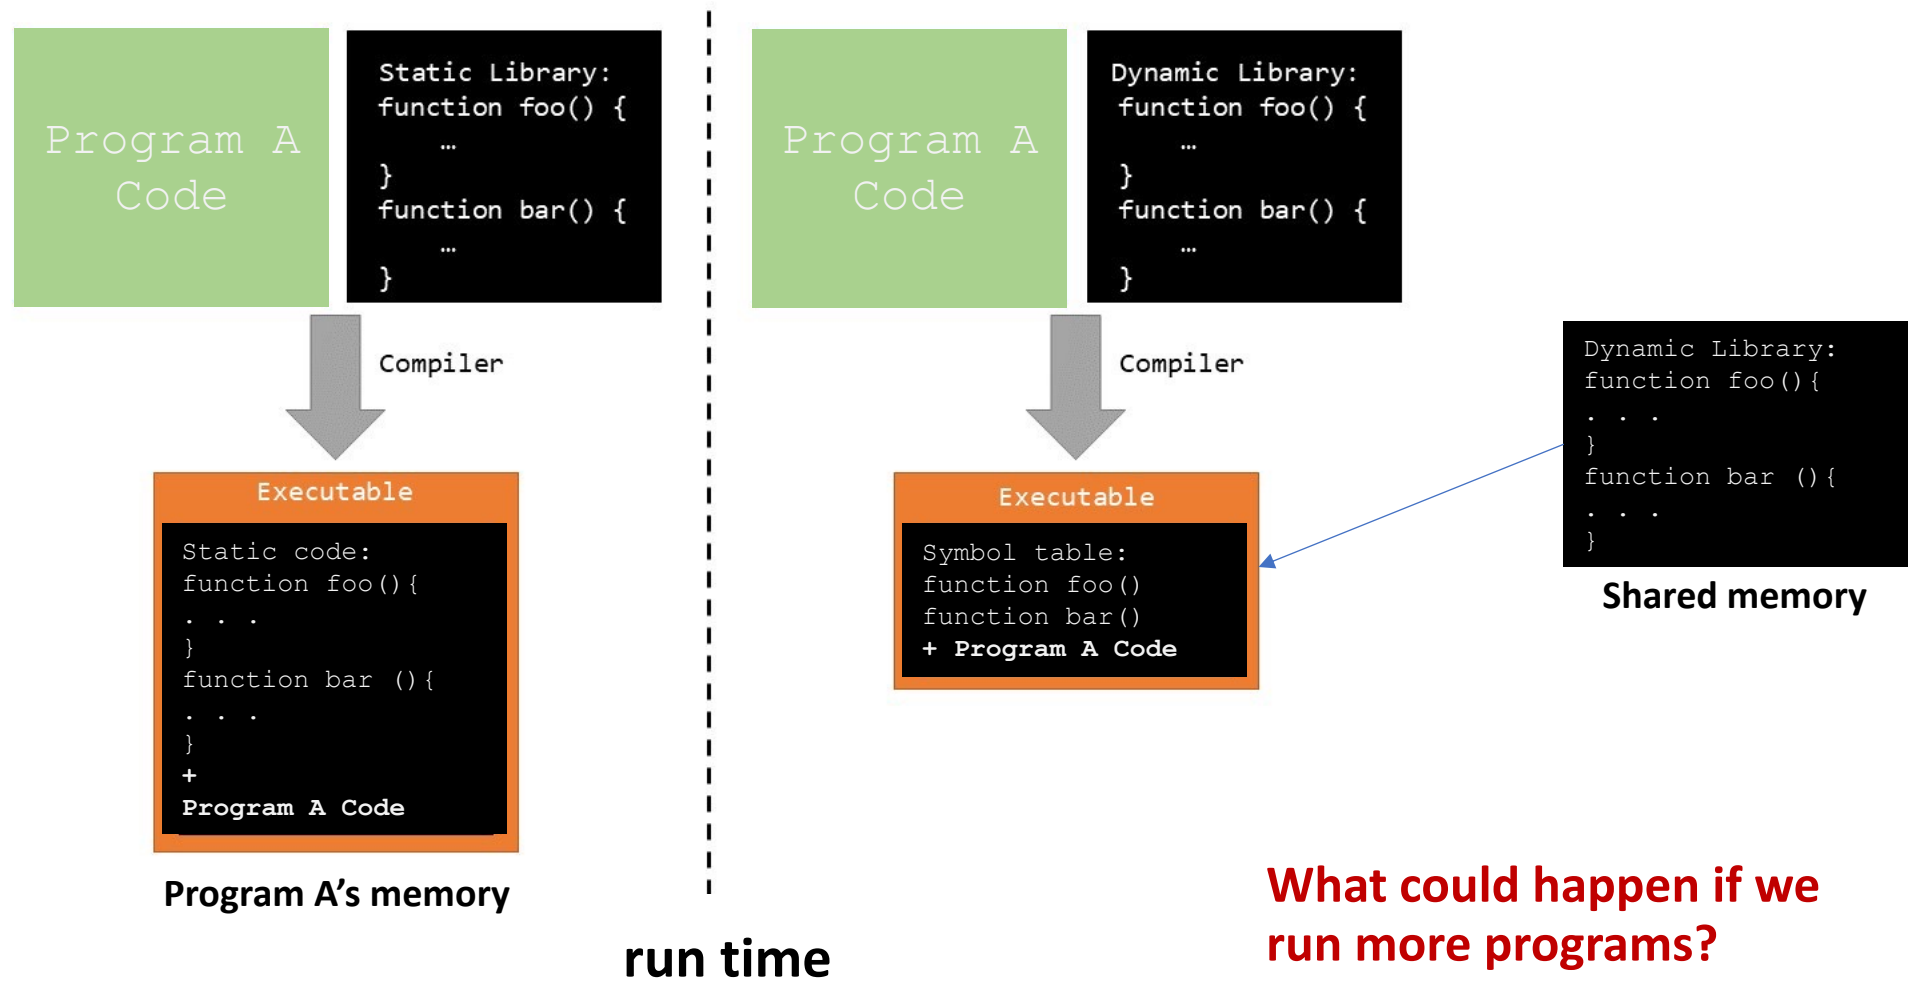 Program A
Code
Static Library:
function foo() {
…
}
function bar() {
…
}
Compiler
Executable
Static code:
function foo(){
. . .
}
function bar (){
. . .
}
+
Program A Code
Program A's memory
Program A
Code
Dynamic Library:
function foo() {
…
}
function bar() {
…
}
Compiler
Executable
Symbol table:
function foo()
function bar()
+ Program A Code
Dynamic Library:
function foo(){
. . .
}
function bar (){
. . .
}
Shared memory
What could happen if we
run more programs?
run time